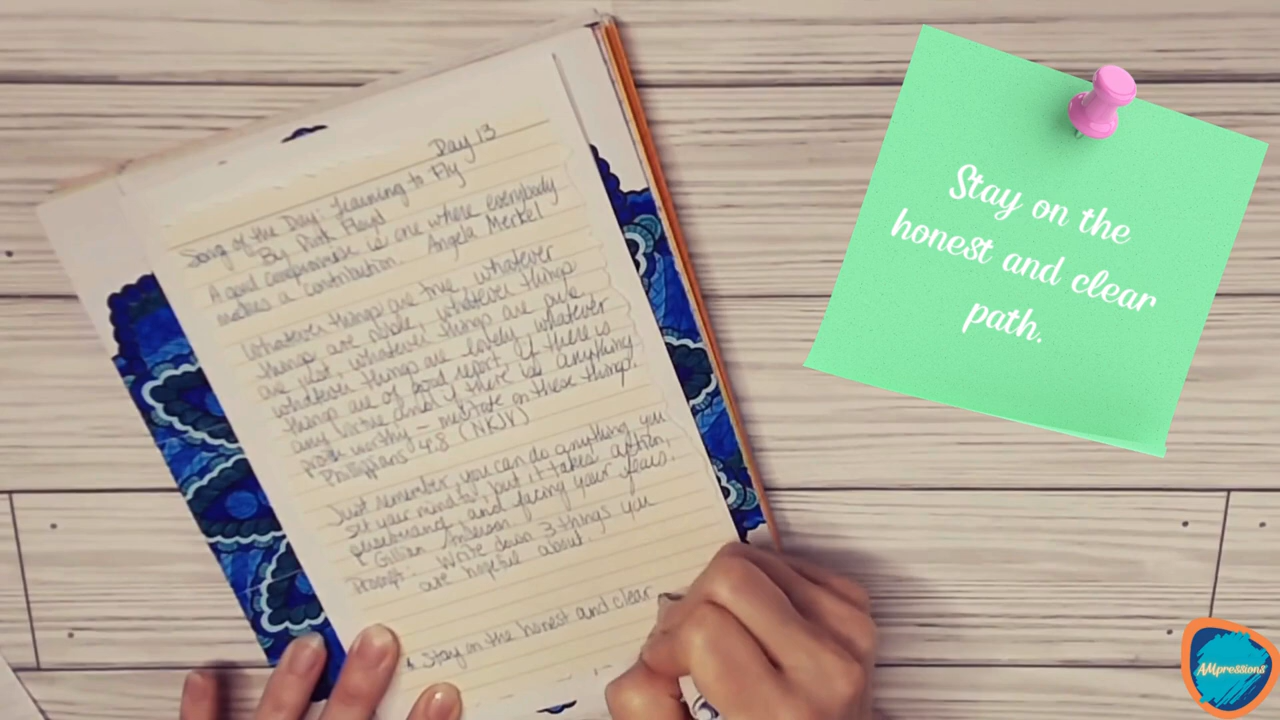 Day 13
Song of the Day: Learning to Fly
By Pink Floyd
A good compromise is one where everybody
makes a contribution. Angela Merkel
Whatever things are true, whatever
things are noble, whatever things
are just, whatever things are pure
whatever things are lovely, whatever
things are of good report, if there is
any virtue and if there is anything
praise worthy - meditate on these things.
Philippians 4:8 (NKJV)
Just remember, you can do anything you
set your mind to, but it takes action,
perseverance and facing your fears.
Gillian Anderson
Prompt: Write down 3 things you
are hopeful about.
Stay on the honest and clear
Stay on the
honest and clear
path.
AMpressions